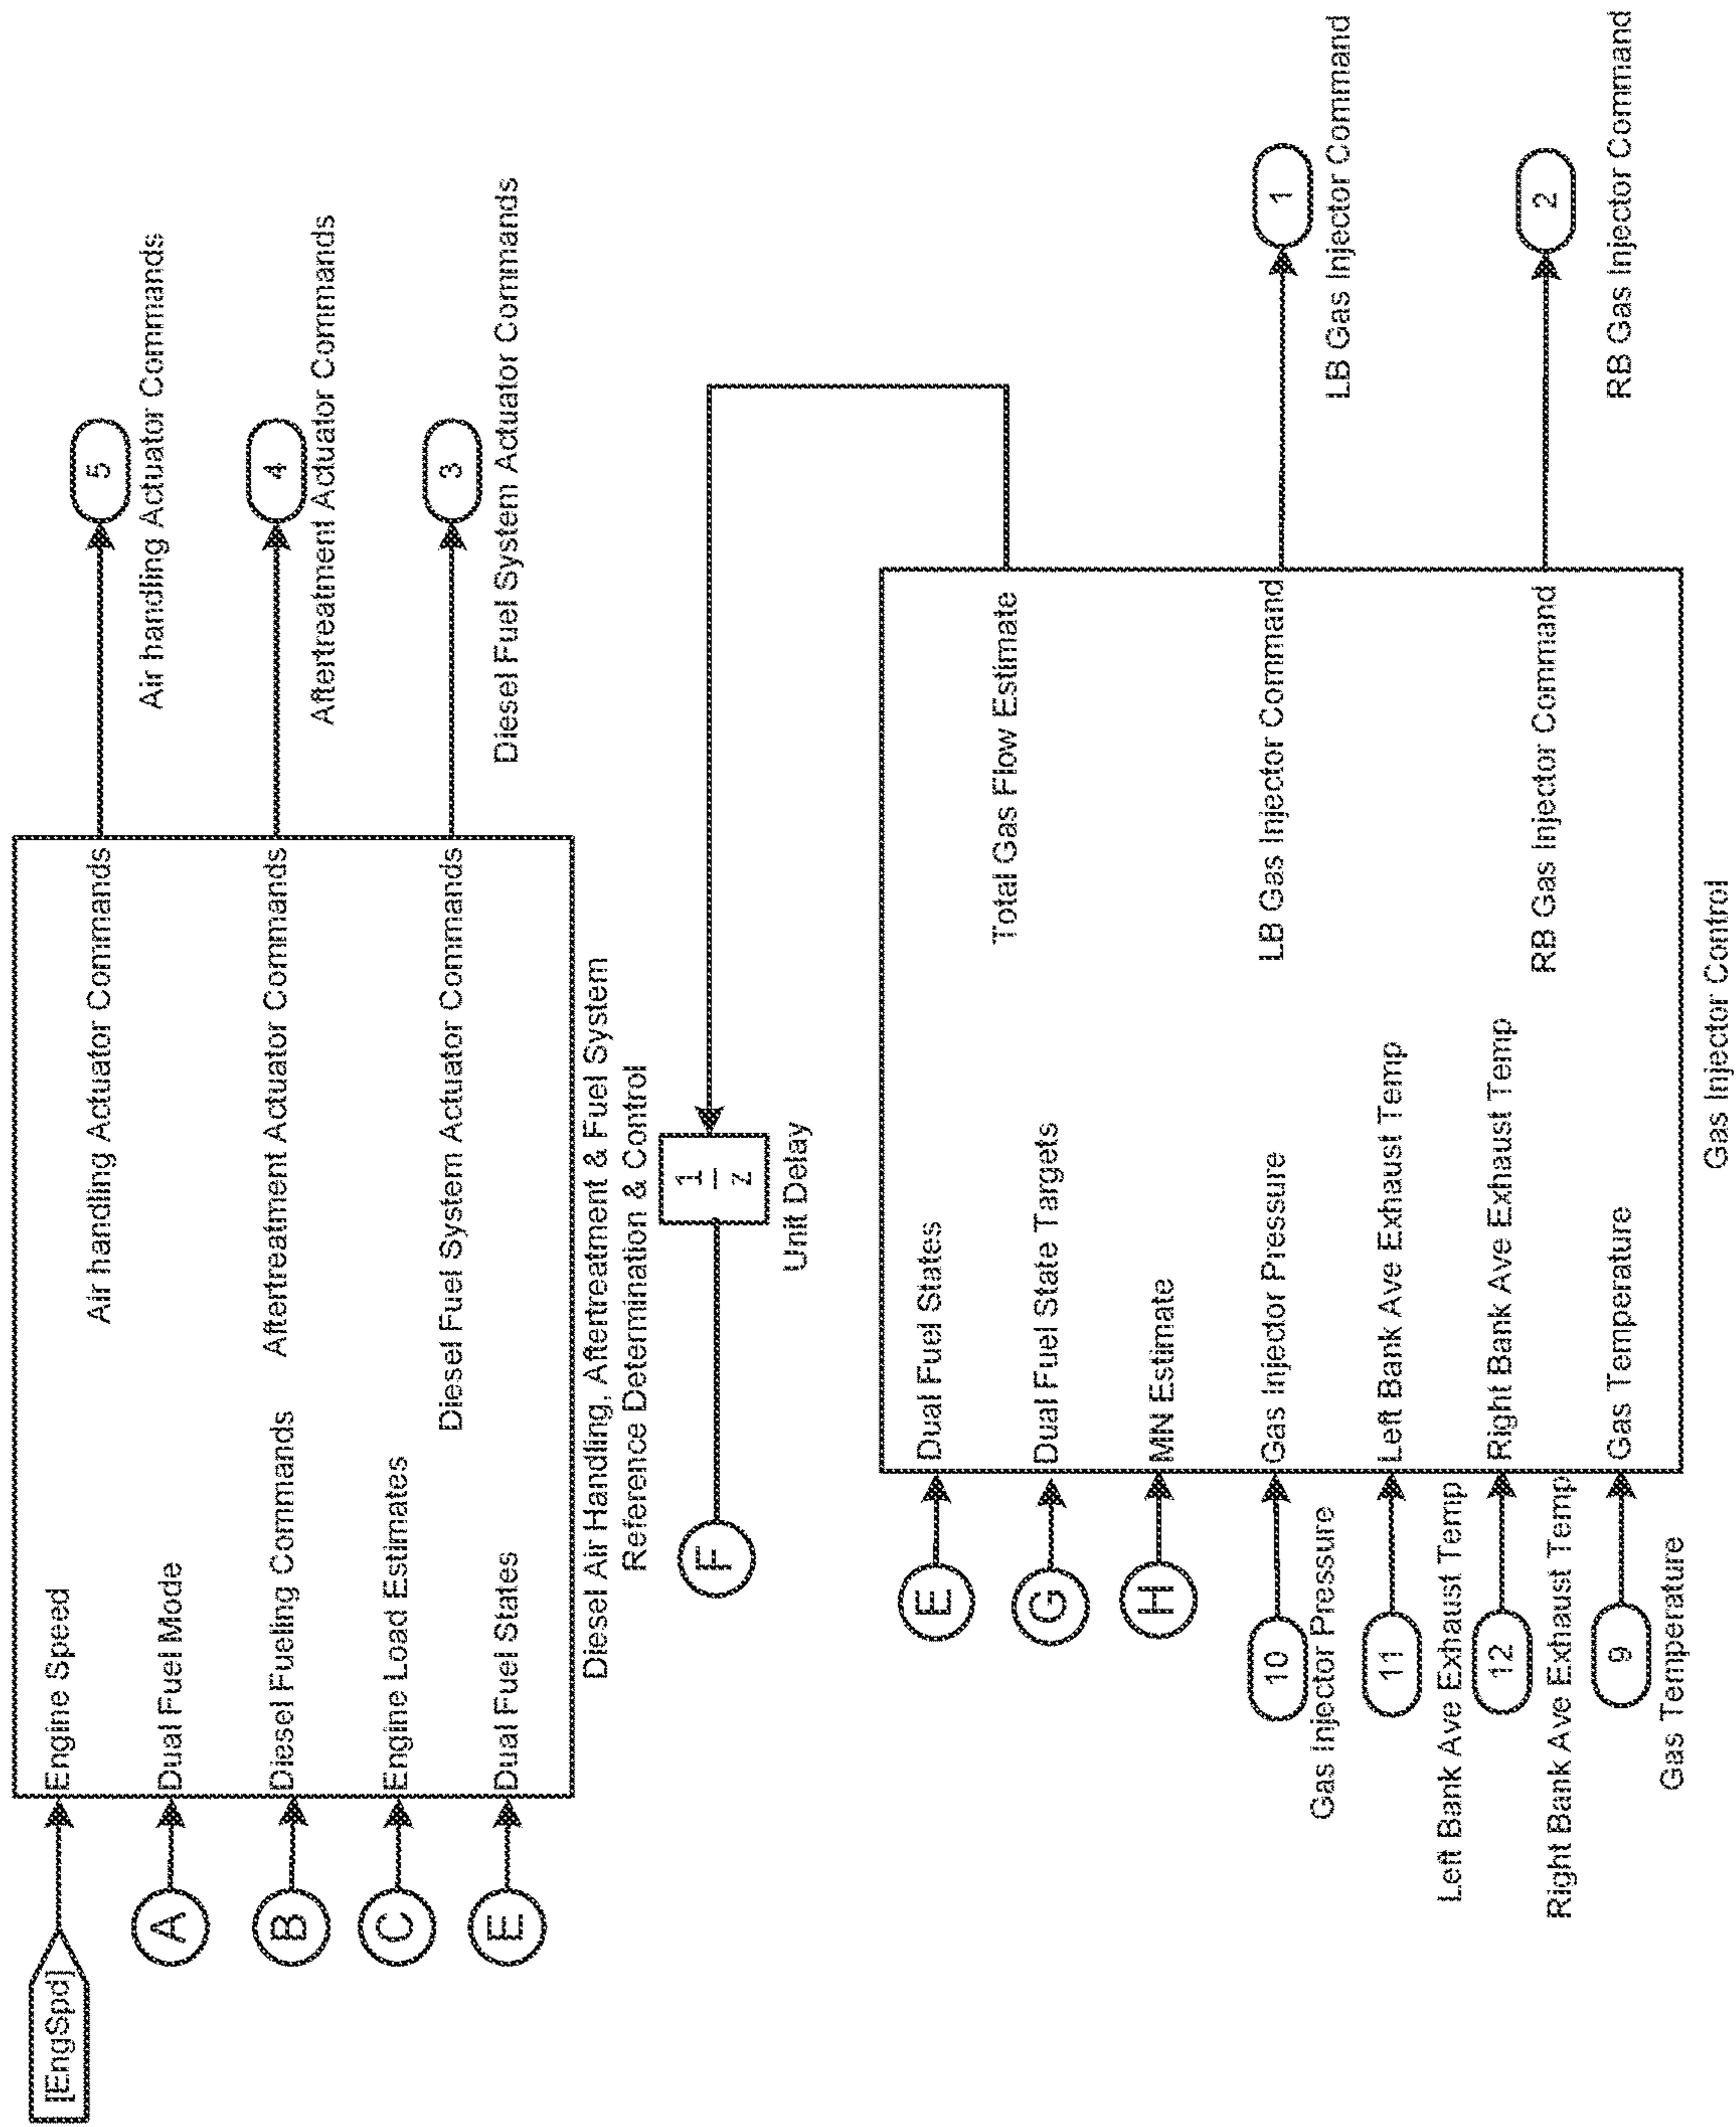 [EngSpd]
Engine Speed
Air handling Actuator Commands
5
Air handling Actuator Commands
A
Dual Fuel Mode
B
Diesel Fueling Commands
Aftertreatment Actuator Commands
4
Aftertreatment Actuator Commands
C
Engine Load Estimates
Diesel Fuel System Actuator Commands
3
Diesel Fuel System Actuator Commands
E
Dual Fuel States
Diesel Air Handling, Aftertreatment & Fuel System
Reference Determination & Control
F
1
z
Unit Delay
E
Dual Fuel States
Total Gas Flow Estimate
G
Dual Fuel State Targets
H
MN Estimate
10
Gas Injector Pressure
Gas Injector Pressure
LB Gas Injector Command
1
LB Gas Injector Command
11
Left Bank Ave Exhaust Temp
Left Bank Ave Exhaust Temp
12
Right Bank Ave Exhaust Temp
Right Bank Ave Exhaust Temp
RB Gas Injector Command
2
RB Gas Injector Command
9
Gas Temperature
Gas Temperature
Gas Injector Control